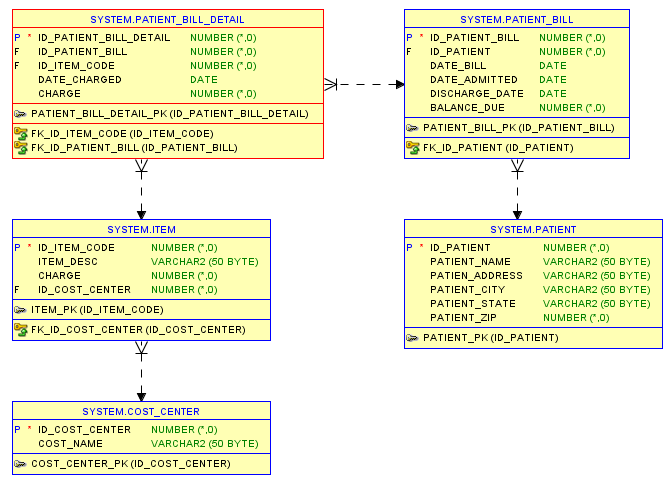 SYSTEM.PATIENT_BILL_DETAIL
P * ID_PATIENT_BILL_DETAIL NUMBER (*,0)
F ID_PATIENT_BILL NUMBER (*,0)
F ID_ITEM_CODE NUMBER (*,0)
DATE_CHARGED DATE
CHARGE NUMBER (*,0)
PATIENT_BILL_DETAIL_PK (ID_PATIENT_BILL_DETAIL)
FK_ID_ITEM_CODE (ID_ITEM_CODE)
FK_ID_PATIENT_BILL (ID_PATIENT_BILL)
SYSTEM.PATIENT_BILL
P * ID_PATIENT_BILL NUMBER (*,0)
F ID_PATIENT NUMBER (*,0)
DATE_BILL DATE
DATE_ADMITTED DATE
DISCHARGE_DATE DATE
BALANCE_DUE NUMBER (*,0)
PATIENT_BILL_PK (ID_PATIENT_BILL)
FK_ID_PATIENT (ID_PATIENT)
SYSTEM.ITEM
P * ID_ITEM_CODE NUMBER (*,0)
ITEM_DESC VARCHAR2 (50 BYTE)
CHARGE NUMBER (*,0)
F ID_COST_CENTER NUMBER (*,0)
ITEM_PK (ID_ITEM_CODE)
FK_ID_COST_CENTER (ID_COST_CENTER)
SYSTEM.PATIENT
P * ID_PATIENT NUMBER (*,0)
PATIENT_NAME VARCHAR2 (50 BYTE)
PATIEN_ADDRESS VARCHAR2 (50 BYTE)
PATIENT_CITY VARCHAR2 (50 BYTE)
PATIENT_STATE VARCHAR2 (50 BYTE)
PATIENT_ZIP NUMBER (*,0)
PATIENT_PK (ID_PATIENT)
SYSTEM.COST_CENTER
P * ID_COST_CENTER NUMBER (*,0)
COST_NAME VARCHAR2 (50 BYTE)
COST_CENTER_PK (ID_COST_CENTER)